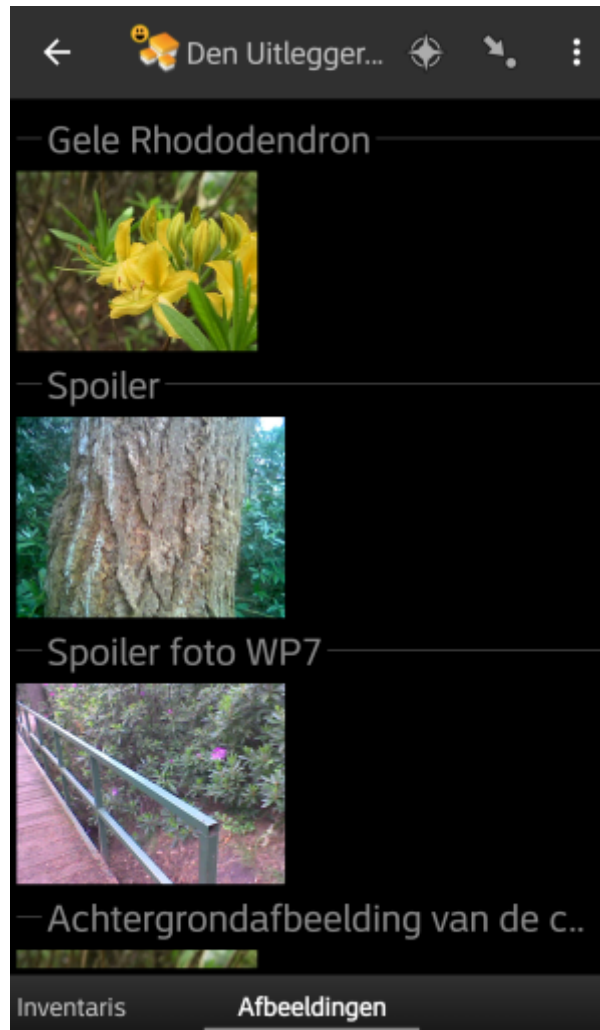 Den Uitlegger...
Gele Rhododendron
Spoiler
Spoiler foto WP7
Achtergrondafbeelding van de c..
Inventaris
Afbeeldingen